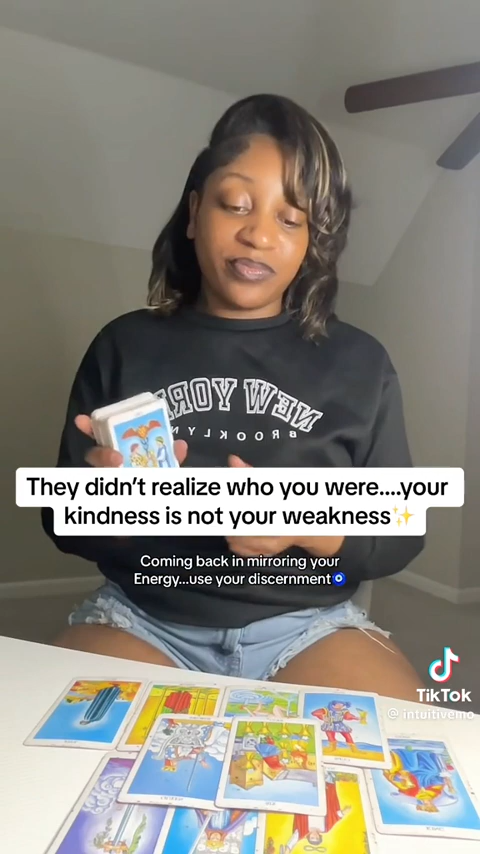 NEW YORK
BROOKLYN
They didn't realize who you were....your
kindness is not your weakness✨
Coming back in mirroring your
Energy...use your discernment🧿
TikTok
@ intuitivemo